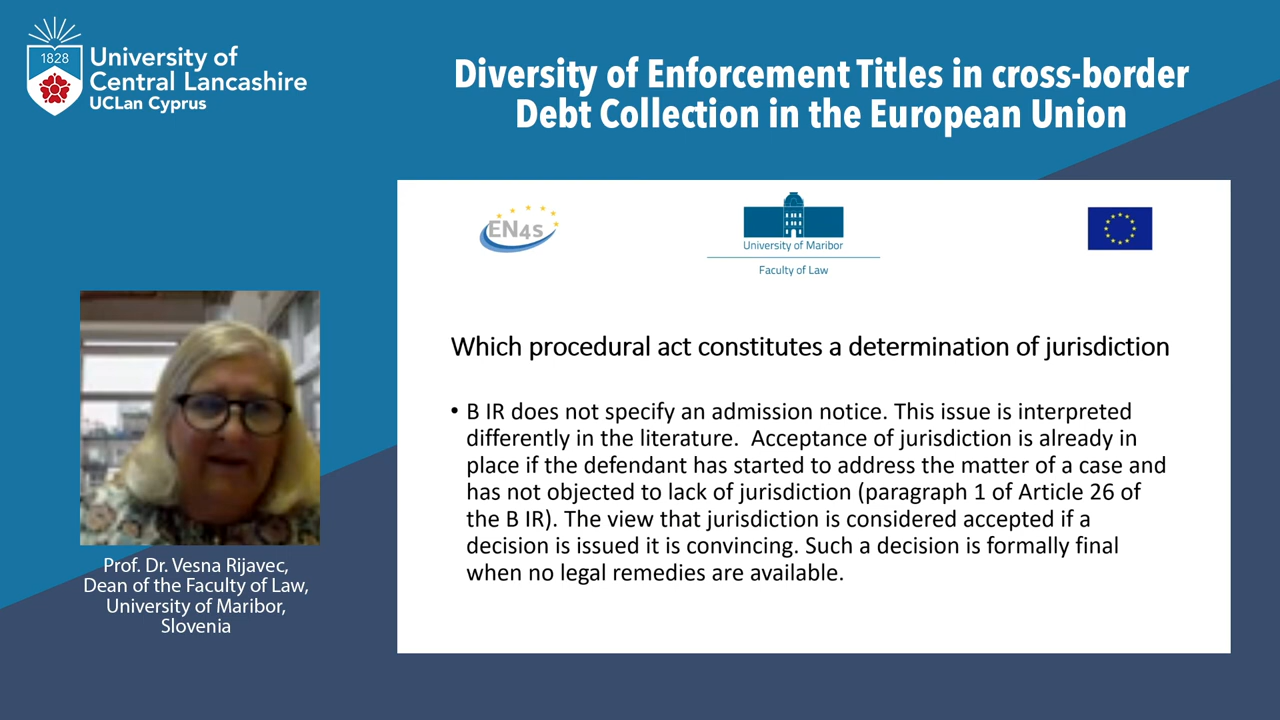 1828
University of
Central Lancashire
UCLan Cyprus
Diversity of Enforcement Titles in cross-border
Debt Collection in the European Union
EN4s
University of Maribor
Faculty of Law
Which procedural act constitutes a determination of jurisdiction
• B IR does not specify an admission notice. This issue is interpreted
differently in the literature.  Acceptance of jurisdiction is already in
place if the defendant has started to address the matter of a case and
has not objected to lack of jurisdiction (paragraph 1 of Article 26 of
the B IR). The view that jurisdiction is considered accepted if a
decision is issued it is convincing. Such a decision is formally final
when no legal remedies are available.
Prof. Dr. Vesna Rijavec,
Dean of the Faculty of Law,
University of Maribor,
Slovenia